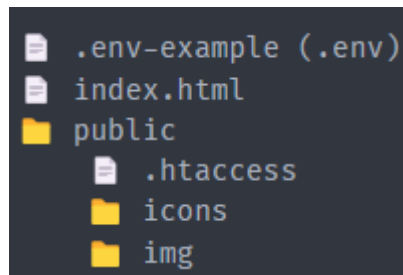 .env-example (.env)
index.html
public
.htaccess
icons
img